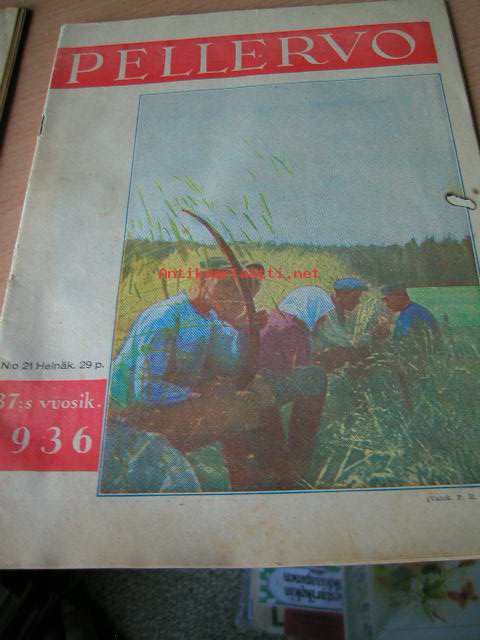 PELLERVO
Antikvariaatti.net
N:o 21 Heinäk. 29 p.
37:s vuosik.
1936